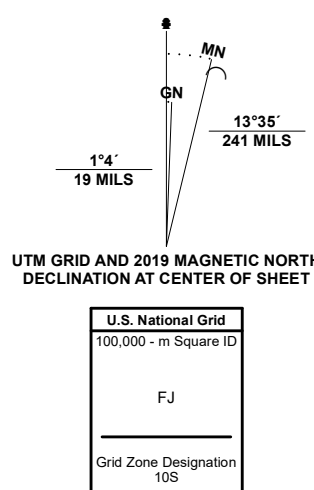 MN
GN
13°35´
241 MILS
1°4´
19 MILS
UTM GRID AND 2019 MAGNETIC NORTH
DECLINATION AT CENTER OF SHEET
U.S. National Grid
100,000 - m Square ID
FJ
Grid Zone Designation
10S